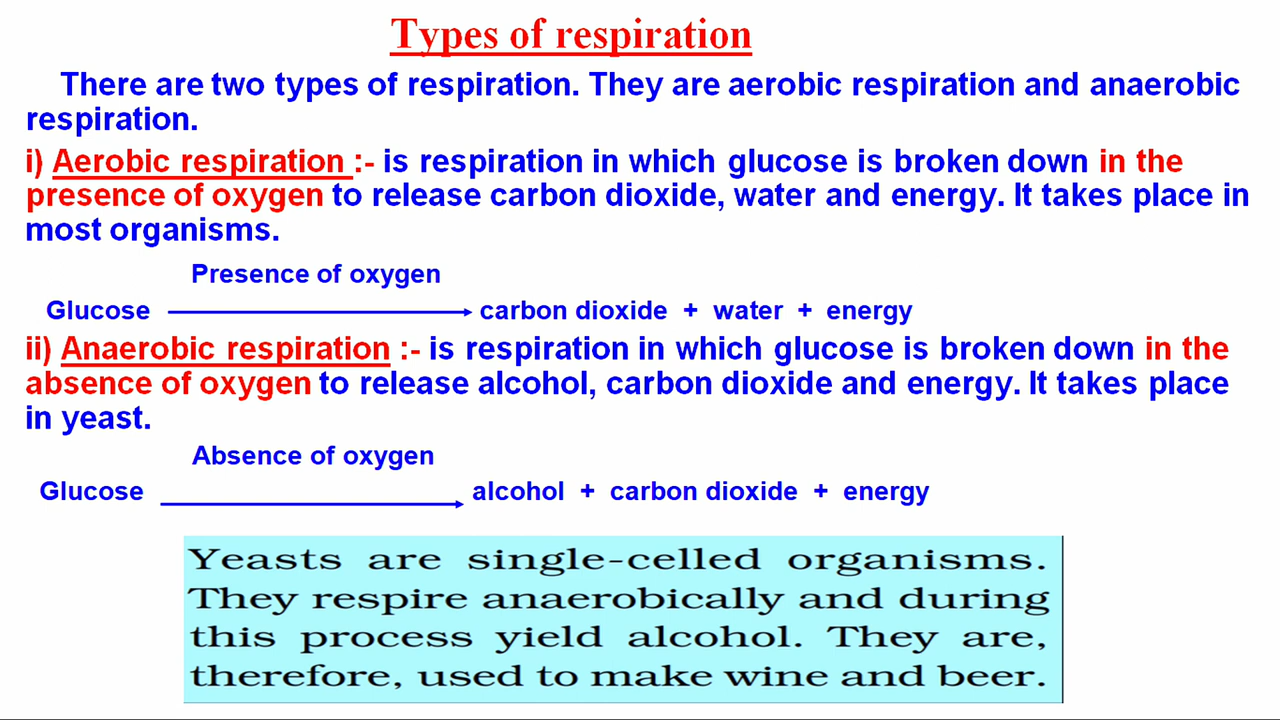 Types of respiration
There are two types of respiration. They are aerobic respiration and anaerobic
respiration.
i) Aerobic respiration :- is respiration in which glucose is broken down in the
presence of oxygen to release carbon dioxide, water and energy. It takes place in
most organisms.
Presence of oxygen
Glucose carbon dioxide + water + energy
ii) Anaerobic respiration :- is respiration in which glucose is broken down in the
absence of oxygen to release alcohol, carbon dioxide and energy. It takes place
in yeast.
Absence of oxygen
Glucose alcohol + carbon dioxide + energy
Yeasts are single-celled organisms.
They respire anaerobically and during
this process yield alcohol. They are,
therefore, used to make wine and beer.